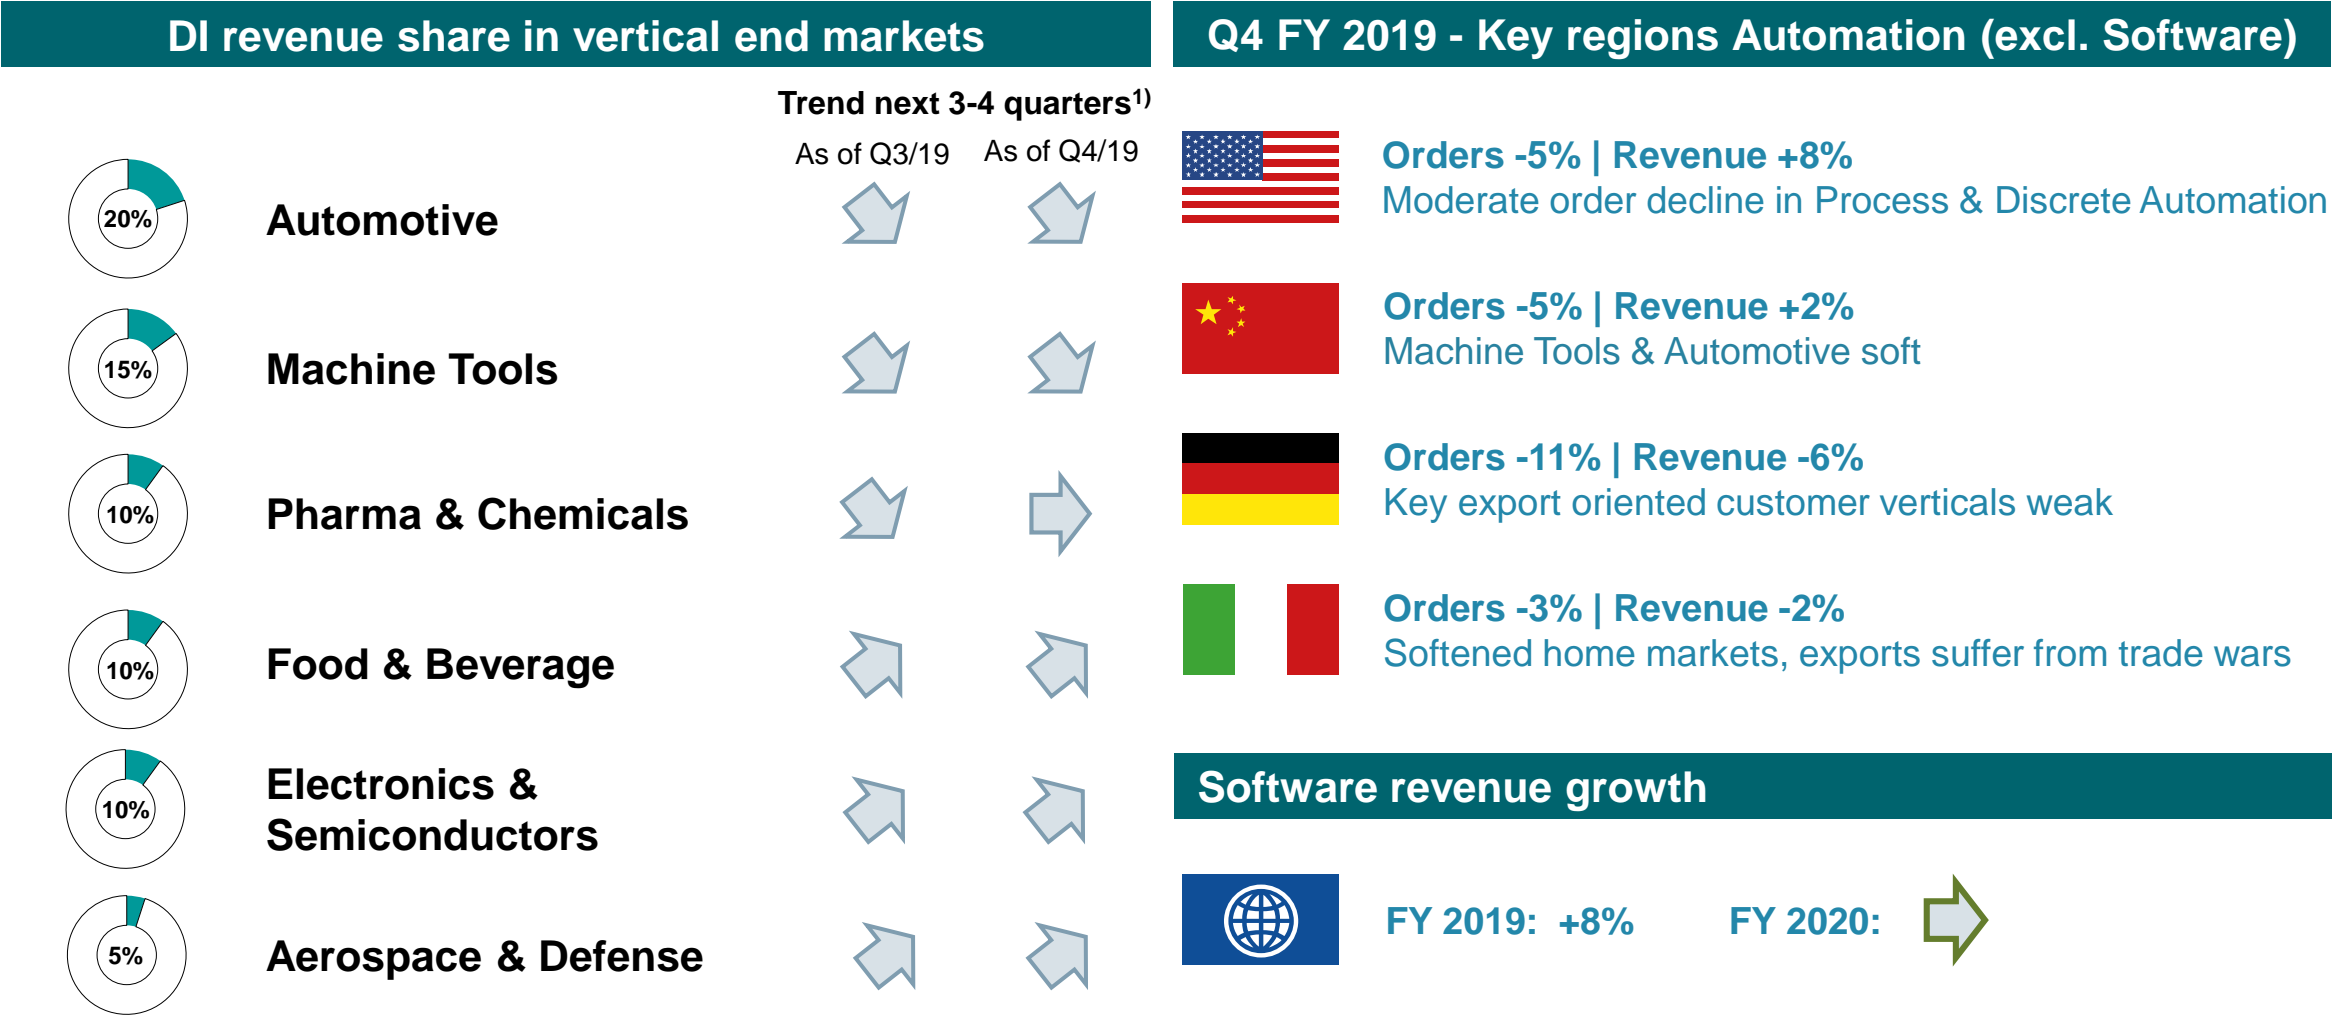 DI revenue share in vertical end markets
Trend next 3-4 quarters1)
As of Q3/19 As of Q4/19
20% Automotive
15% Machine Tools
10% Pharma & Chemicals
10% Food & Beverage
Electronics &
10%
Semiconductors
5% Aerospace & Defense
Q4 FY 2019 - Key regions Automation (excl. Software)
Orders -5% | Revenue +8%
Moderate order decline in Process & Discrete Automation
Orders -5% | Revenue +2%
Machine Tools & Automotive soft
Orders -11% | Revenue -6%
Key export oriented customer verticals weak
Orders -3% | Revenue -2%
Softened home markets, exports suffer from trade wars
Software revenue growth
FY 2019: +8% FY 2020: